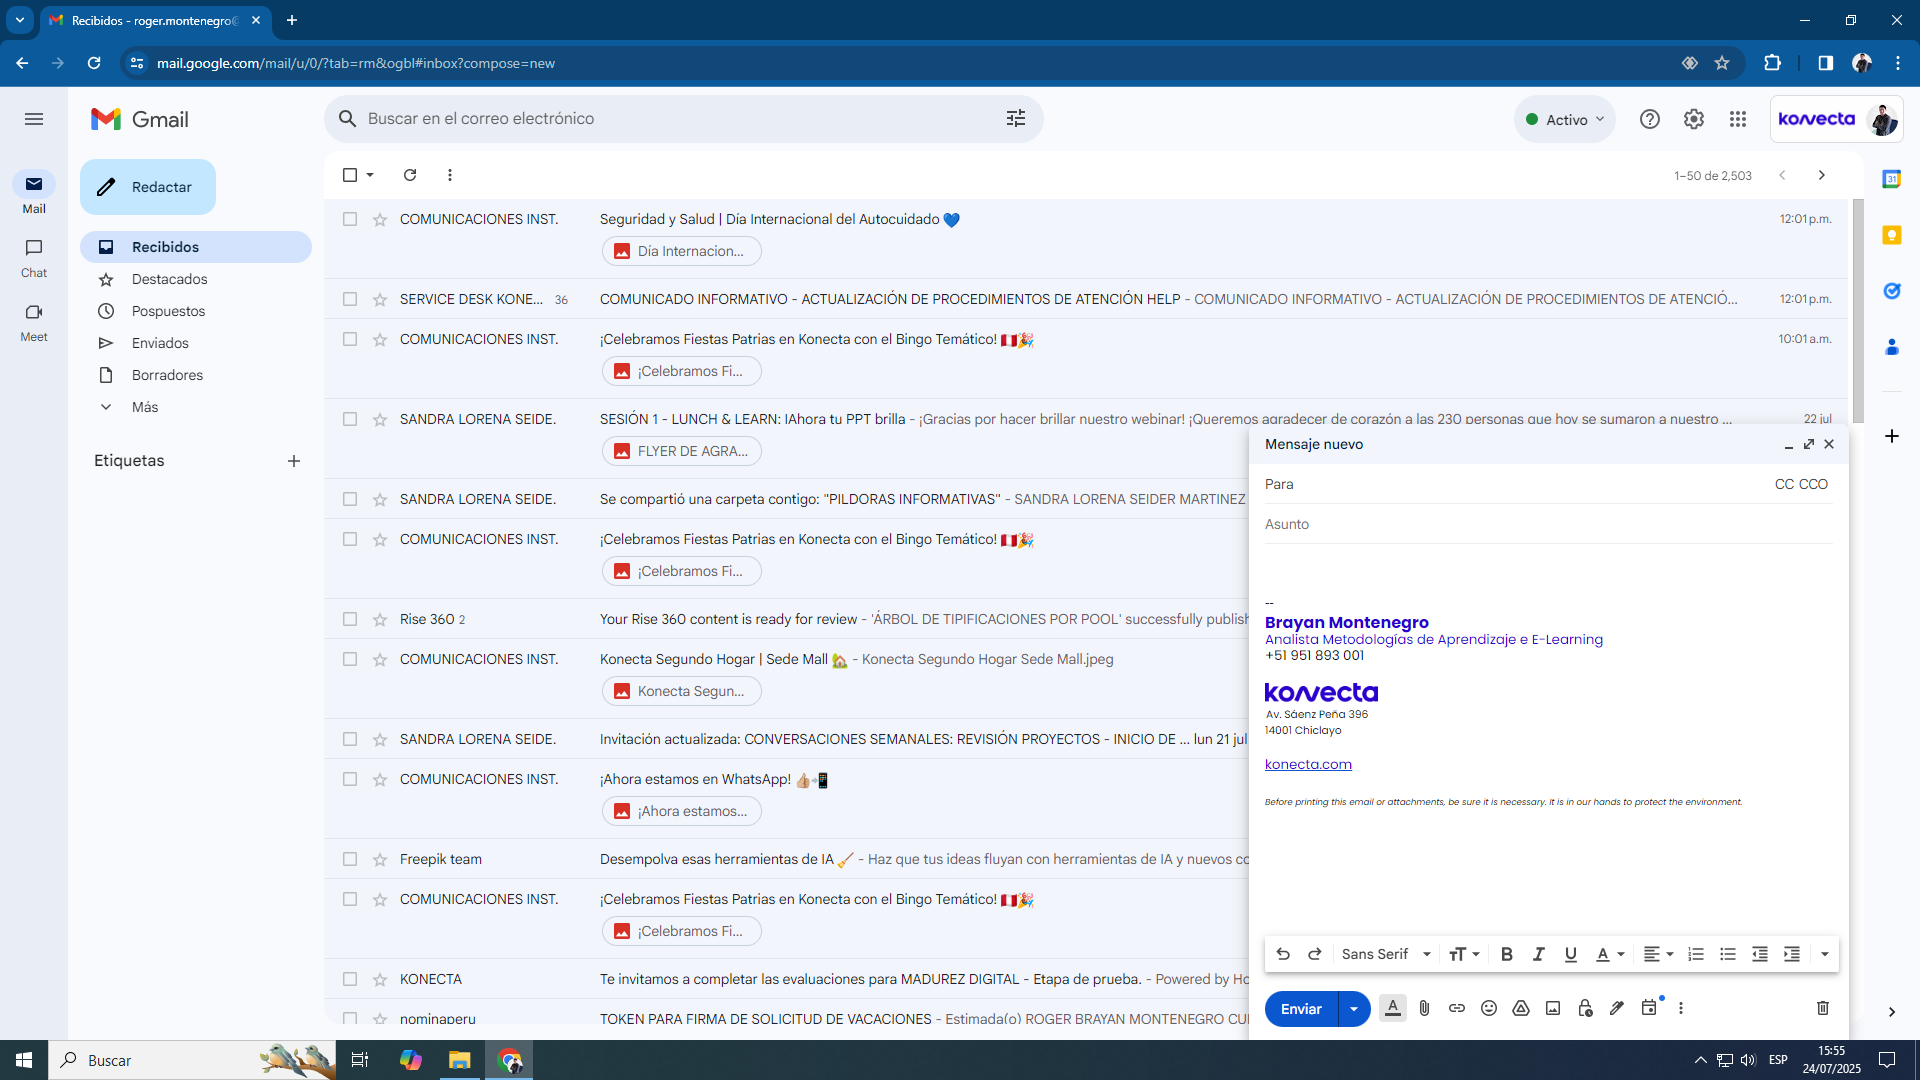 Recibidos - roger.montenegro@
mail.google.com/mail/u/0/?tab=rm&ogbl#inbox?compose=new
Gmail
Buscar en el correo electrónico
Activo
konecta
Redactar
Mail
Chat
Meet
Recibidos
Destacados
Pospuestos
Enviados
Borradores
Más
Etiquetas
1–50 de 2,503
COMUNICACIONES INST. Seguridad y Salud | Día Internacional del Autocuidado 💙 12:01 p.m.
Día Internacion...
SERVICE DESK KONE... 36 COMUNICADO INFORMATIVO - ACTUALIZACIÓN DE PROCEDIMIENTOS DE ATENCIÓN HELP - COMUNICADO INFORMATIVO - ACTUALIZACIÓN DE PROCEDIMIENTOS DE ATENCIÓ... 12:01 p.m.
COMUNICACIONES INST. ¡Celebramos Fiestas Patrias en Konecta con el Bingo Temático! 🇵🇪🎉 10:01 a.m.
¡Celebramos Fi...
SANDRA LORENA SEIDE. SESIÓN 1 - LUNCH & LEARN: lAhora tu PPT brilla - ¡Gracias por hacer brillar nuestro webinar! ¡Queremos agradecer de corazón a las 230 personas que hoy se sumaron a nuestro ... 22 jul
FLYER DE AGRA...
SANDRA LORENA SEIDE. Se compartió una carpeta contigo: "PILDORAS INFORMATIVAS" - SANDRA LORENA SEIDER MARTINEZ
COMUNICACIONES INST. ¡Celebramos Fiestas Patrias en Konecta con el Bingo Temático! 🇵🇪🎉
¡Celebramos Fi...
Rise 360 2 Your Rise 360 content is ready for review - 'ÁRBOL DE TIPIFICACIONES POR POOL' successfully publish
COMUNICACIONES INST. Konecta Segundo Hogar | Sede Mall 🏡 - Konecta Segundo Hogar Sede Mall.jpeg
Konecta Segun...
SANDRA LORENA SEIDE. Invitación actualizada: CONVERSACIONES SEMANALES: REVISIÓN PROYECTOS - INICIO DE ... lun 21 jul
COMUNICACIONES INST. ¡Ahora estamos en WhatsApp! 👍🏼📲
¡Ahora estamos...
Freepik team Desempolva esas herramientas de IA 🧹 - Haz que tus ideas fluyan con herramientas de IA y nuevos co
COMUNICACIONES INST. ¡Celebramos Fiestas Patrias en Konecta con el Bingo Temático! 🇵🇪🎉
¡Celebramos Fi...
KONECTA Te invitamos a completar las evaluaciones para MADUREZ DIGITAL - Etapa de prueba. - Powered by Ho
nominaperu TOKEN PARA FIRMA DE SOLICITUD DE VACACIONES - Estimada(o) ROGER BRAYAN MONTENEGRO CU
Mensaje nuevo
Para CC CCO
Asunto
--
Brayan Montenegro
Analista Metodologías de Aprendizaje e E-Learning
+51 951 893 001
konecta
Av. Sáenz Peña 396
14001 Chiclayo
konecta.com
Before printing this email or attachments, be sure it is necessary. It is in our hands to protect the environment.
Sans Serif
Enviar
Buscar
ESP
15:55
24/07/2025